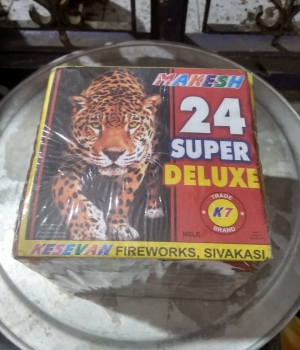 MAHESH
24
SUPER
DELUXE
TRADE
K7
BRAND
KESEVAN FIREWORKS, SIVAKASI